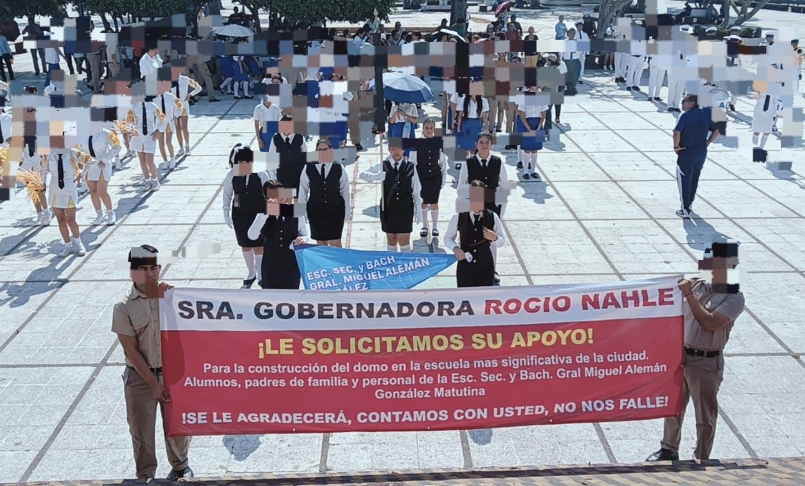 ESC. SEC. y BACH
GRAL. MIGUEL ALEMÁN
SRA. GOBERNADORA ROCIO NAHLE
¡LE SOLICITAMOS SU APOYO!
Para la construcción del domo en la escuela mas significativa de la ciudad.
Alumnos, padres de familia y personal de la Esc. Sec. y Bach. Gral Miguel Alemán
González Matutina
!SE LE AGRADECERÁ, CONTAMOS CON USTED, NO NOS FALLE!